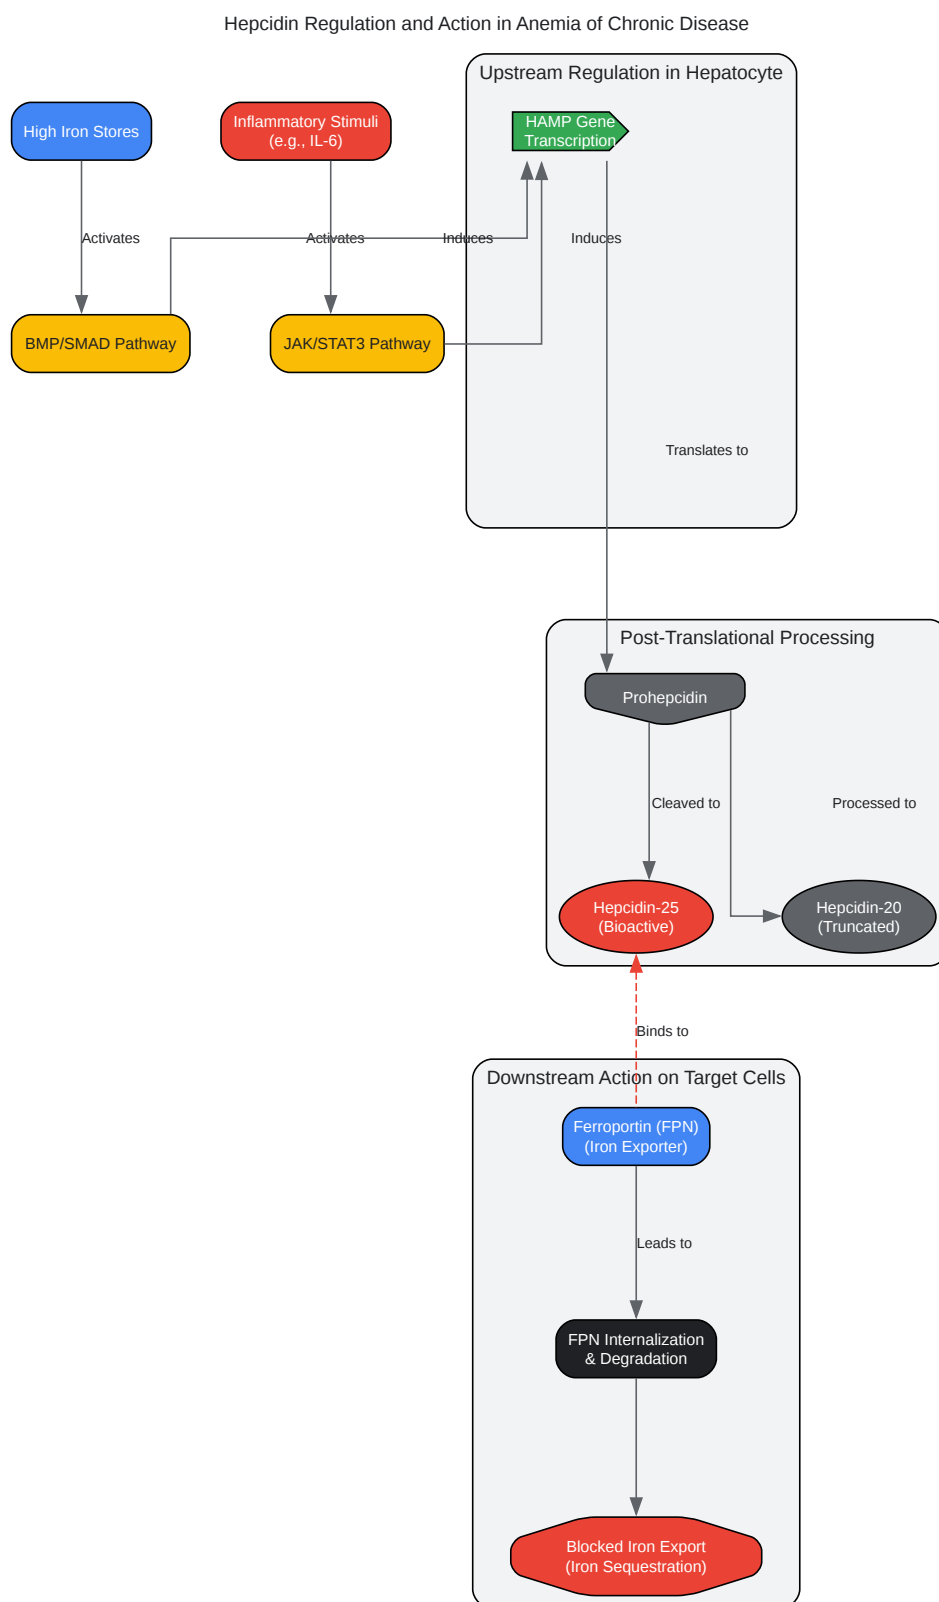 Hepcidin Regulation and Action in Anemia of Chronic Disease
Upstream Regulation in Hepatocyte
High Iron Stores
Inflammatory Stimuli
(e.g., IL-6)
HAMP Gene
Transcription
Activates
Activates
Induces
Induces
BMP/SMAD Pathway
JAK/STAT3 Pathway
Translates to
Post-Translational Processing
Prohepcidin
Cleaved to
Processed to
Hepcidin-25
(Bioactive)
Hepcidin-20
(Truncated)
Binds to
Downstream Action on Target Cells
Ferroportin (FPN)
(Iron Exporter)
Leads to
FPN Internalization
& Degradation
Blocked Iron Export
(Iron Sequestration)